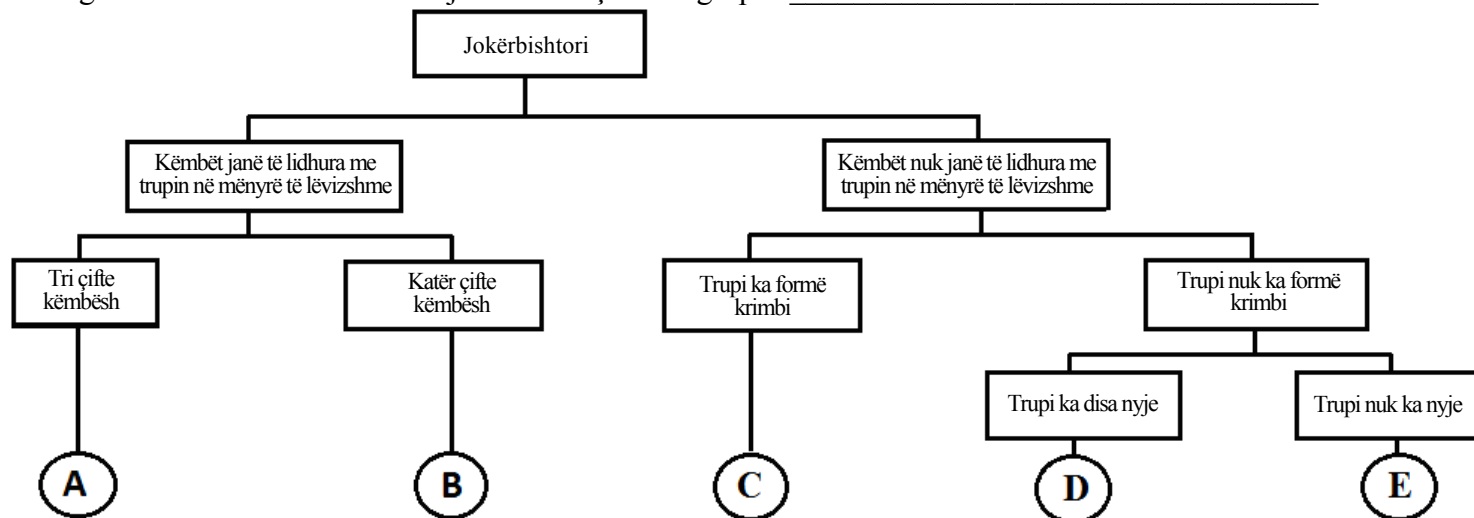 Jokërbishtori
Këmbët janë të lidhura me
trupin në mënyrë të lëvizshme
Këmbët nuk janë të lidhura me
trupin në mënyrë të lëvizshme
Tri çifte
këmbësh
Katër çifte
këmbësh
Trupi ka formë
krimbi
Trupi nuk ka formë
krimbi
Trupi ka disa nyje
Trupi nuk ka nyje
A
B
C
D
E